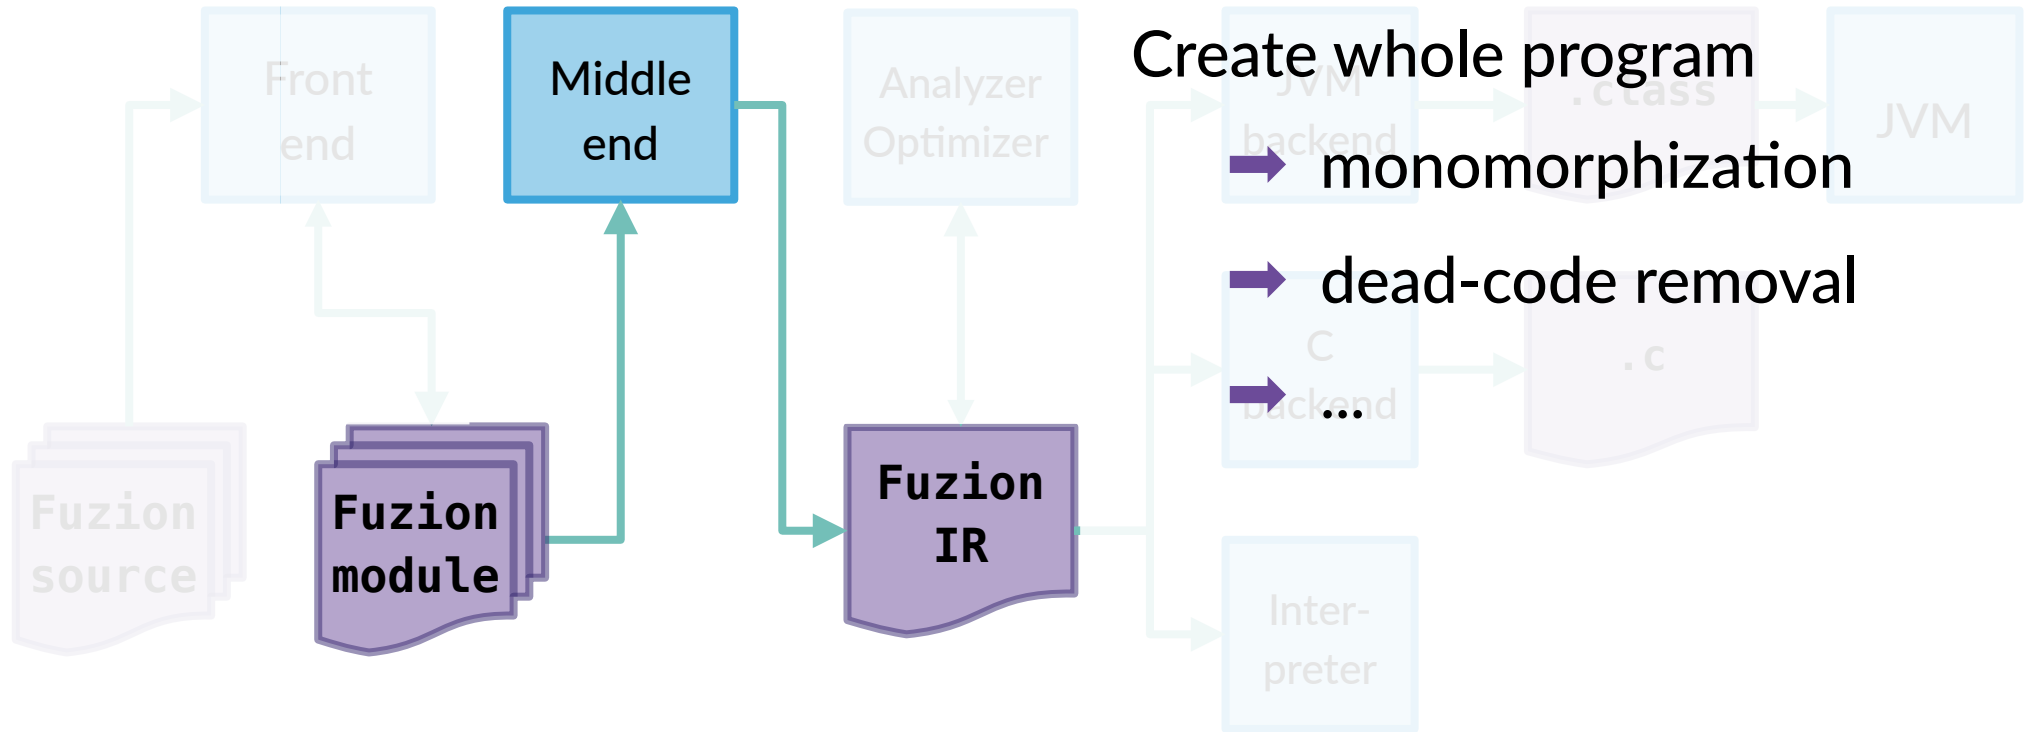 Front
end
Middle
end
Analyzer
Optimizer
Create whole program
monomorphization
dead-code removal
...
JVM
backend
.class
JVM
C
backend
.c
Fuzion
source
Fuzion
module
Fuzion
IR
Inter-
preter